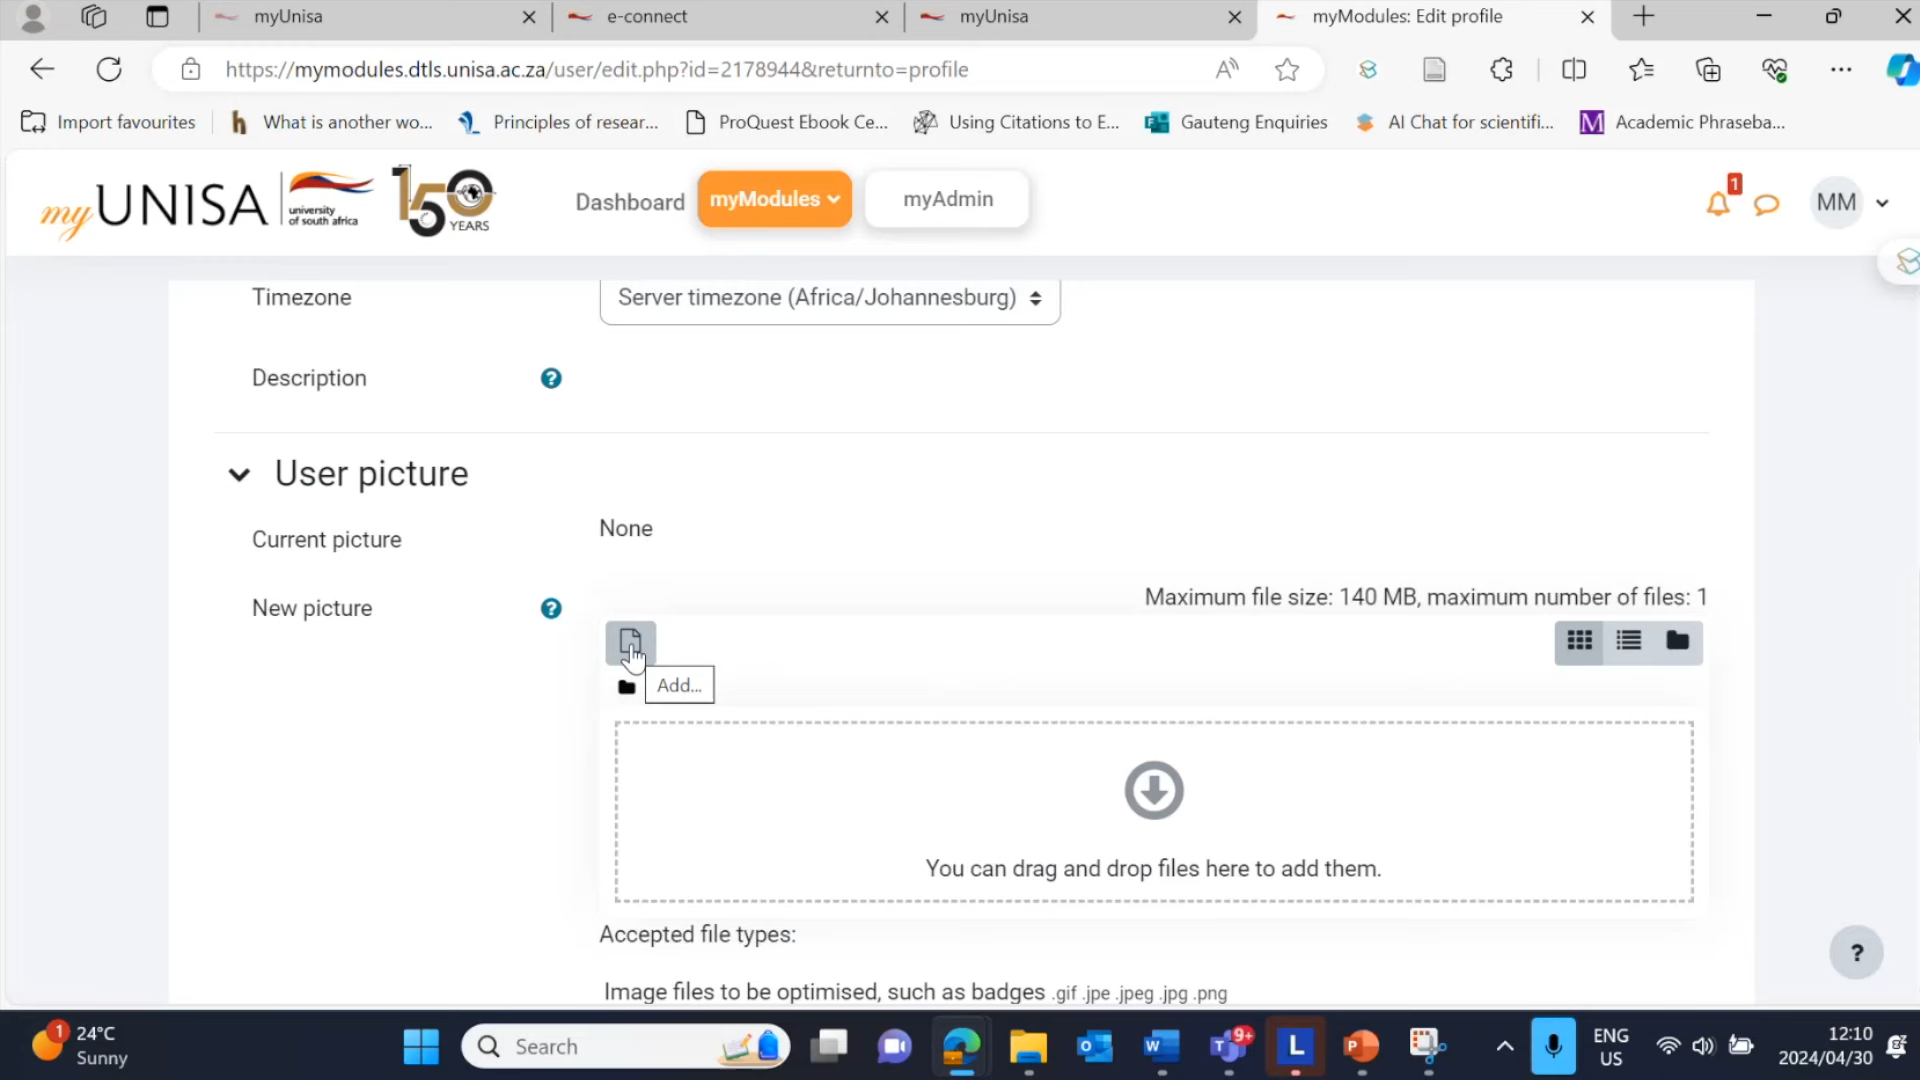 myUnisa
e-connect
myUnisa
myModules: Edit profile
https://mymodules.dtls.unisa.ac.za/user/edit.php?id=2178944&returnto=profile
Import favourites
What is another wo...
Principles of resear...
ProQuest Ebook Ce...
Using Citations to E...
Gauteng Enquiries
AI Chat for scientifi...
M Academic Phraseba...
my UNISA
university
of south africa
150
YEARS
Dashboard
myModules
myAdmin
1
MM
Timezone
Server timezone (Africa/Johannesburg)
Description
?
User picture
Current picture
None
New picture
?
Maximum file size: 140 MB, maximum number of files: 1
Add...
You can drag and drop files here to add them.
Accepted file types:
?
Image files to be optimised, such as badges .gif .jpe .jpeg .jpg .png
1
24°C
Sunny
Search
W
T
9+
L
P
ENG
US
12:10
2024/04/30